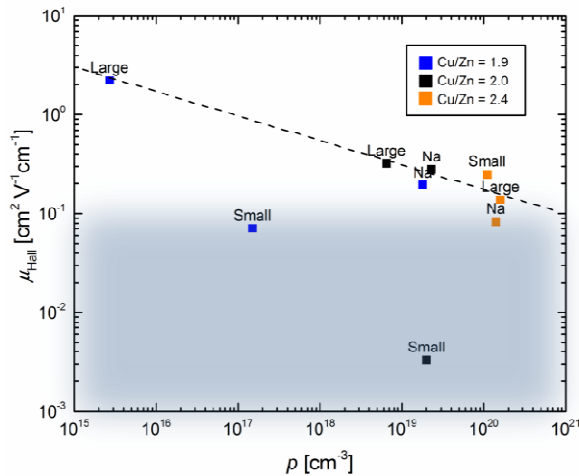 10¹
Cu/Zn = 1.9
Cu/Zn = 2.0
Cu/Zn = 2.4
Large
10⁰
Large
Na
Small
Na
Large
Na
10⁻¹
Small
10⁻²
Small
10⁻³
μHall [cm² V⁻¹cm⁻¹]
10¹⁵ 10¹⁶ 10¹⁷ 10¹⁸ 10¹⁹ 10²⁰ 10²¹
p [cm⁻³]